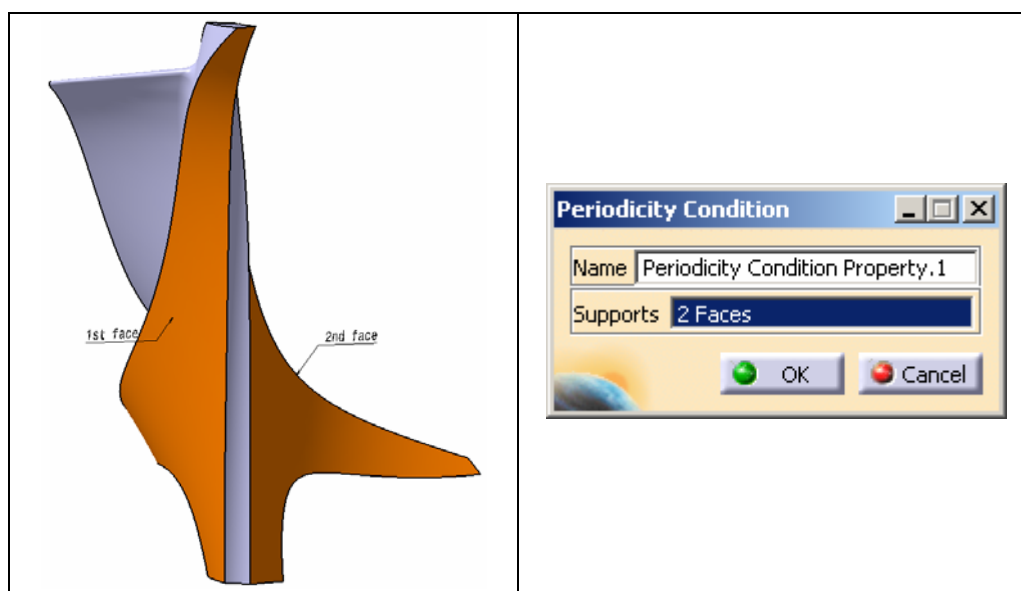 1st face
2nd face
Periodicity Condition
Name Periodicity Condition Property.1
Supports 2 Faces
OK Cancel